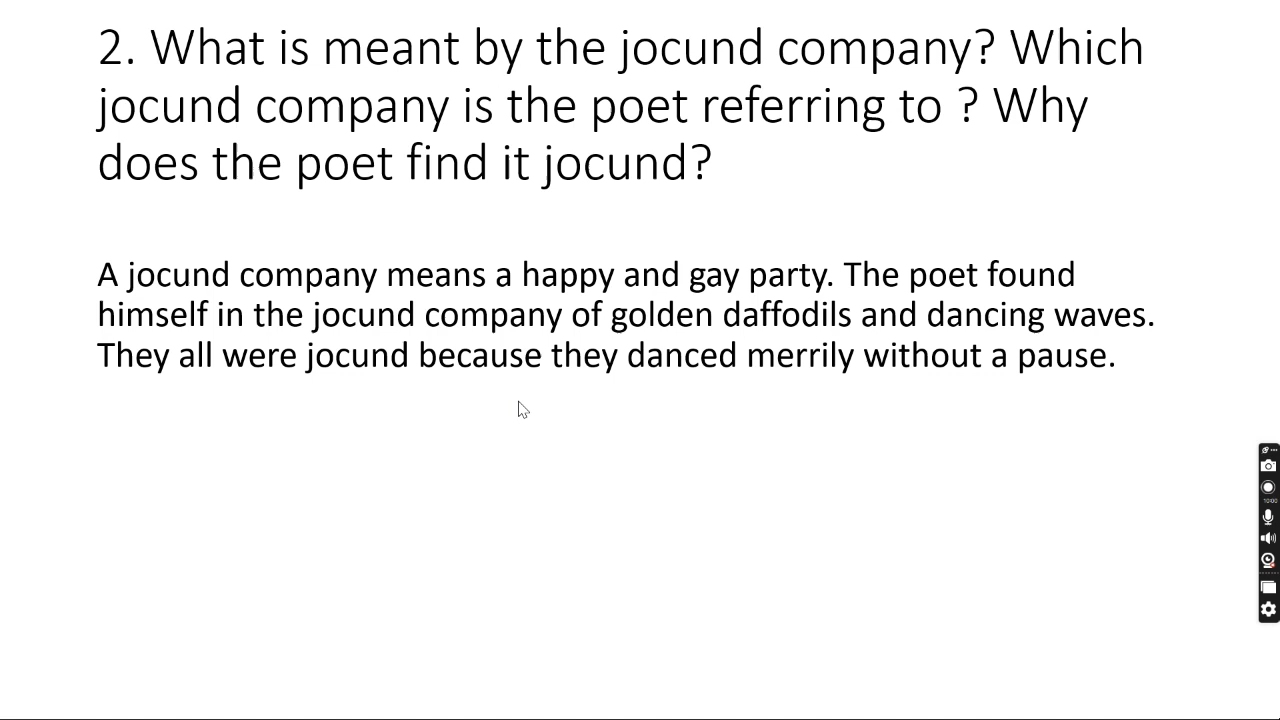 2. What is meant by the jocund company? Which
jocund company is the poet referring to ? Why
does the poet find it jocund?
A jocund company means a happy and gay party. The poet found
himself in the jocund company of golden daffodils and dancing waves.
They all were jocund because they danced merrily without a pause.
10:00